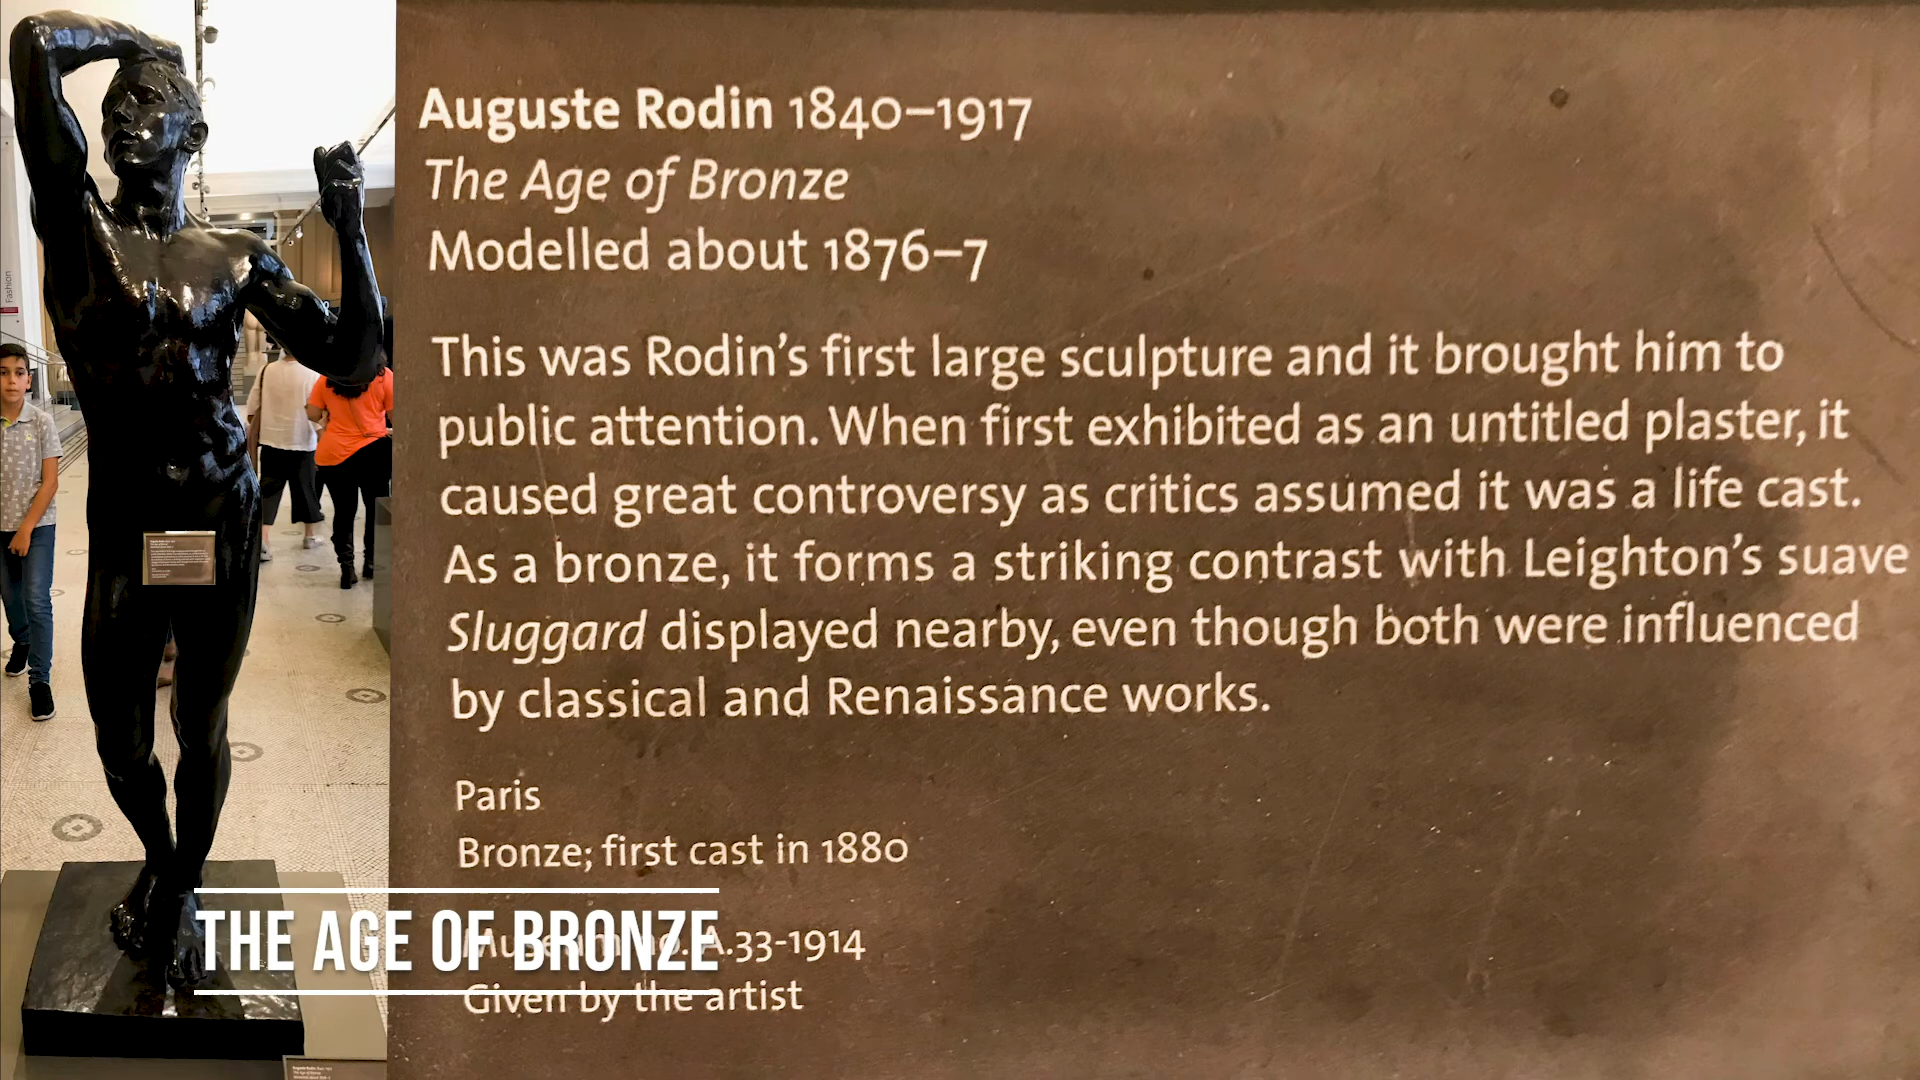 Auguste Rodin 1840–1917
The Age of Bronze
Modelled about 1876–7
This was Rodin's first large sculpture and it brought him to
public attention. When first exhibited as an untitled plaster, it
caused great controversy as critics assumed it was a life cast.
As a bronze, it forms a striking contrast with Leighton's suave
Sluggard displayed nearby, even though both were influenced
by classical and Renaissance works.
Paris
Bronze; first cast in 1880
Museum no. A.33-1914
Given by the artist
THE AGE OF BRONZE
Fashion